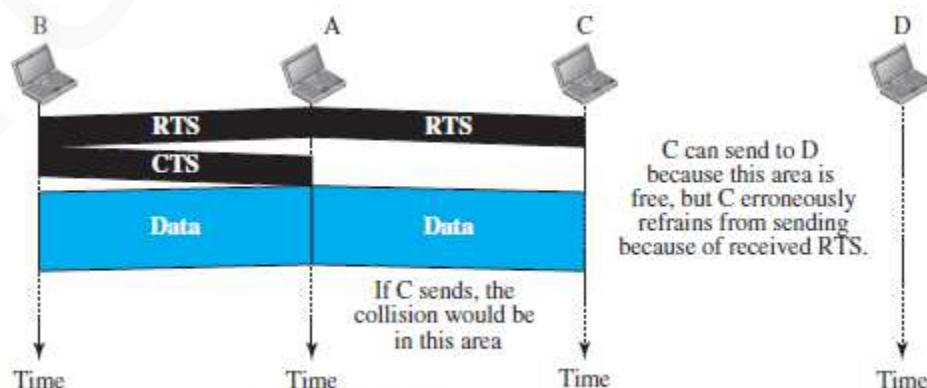 B A C D
RTS RTS
CTS
C can send to D
because this area is
free, but C erroneously
refrains from sending
because of received RTS.
Data Data
If C sends, the
collision would be
in this area
Time Time Time Time